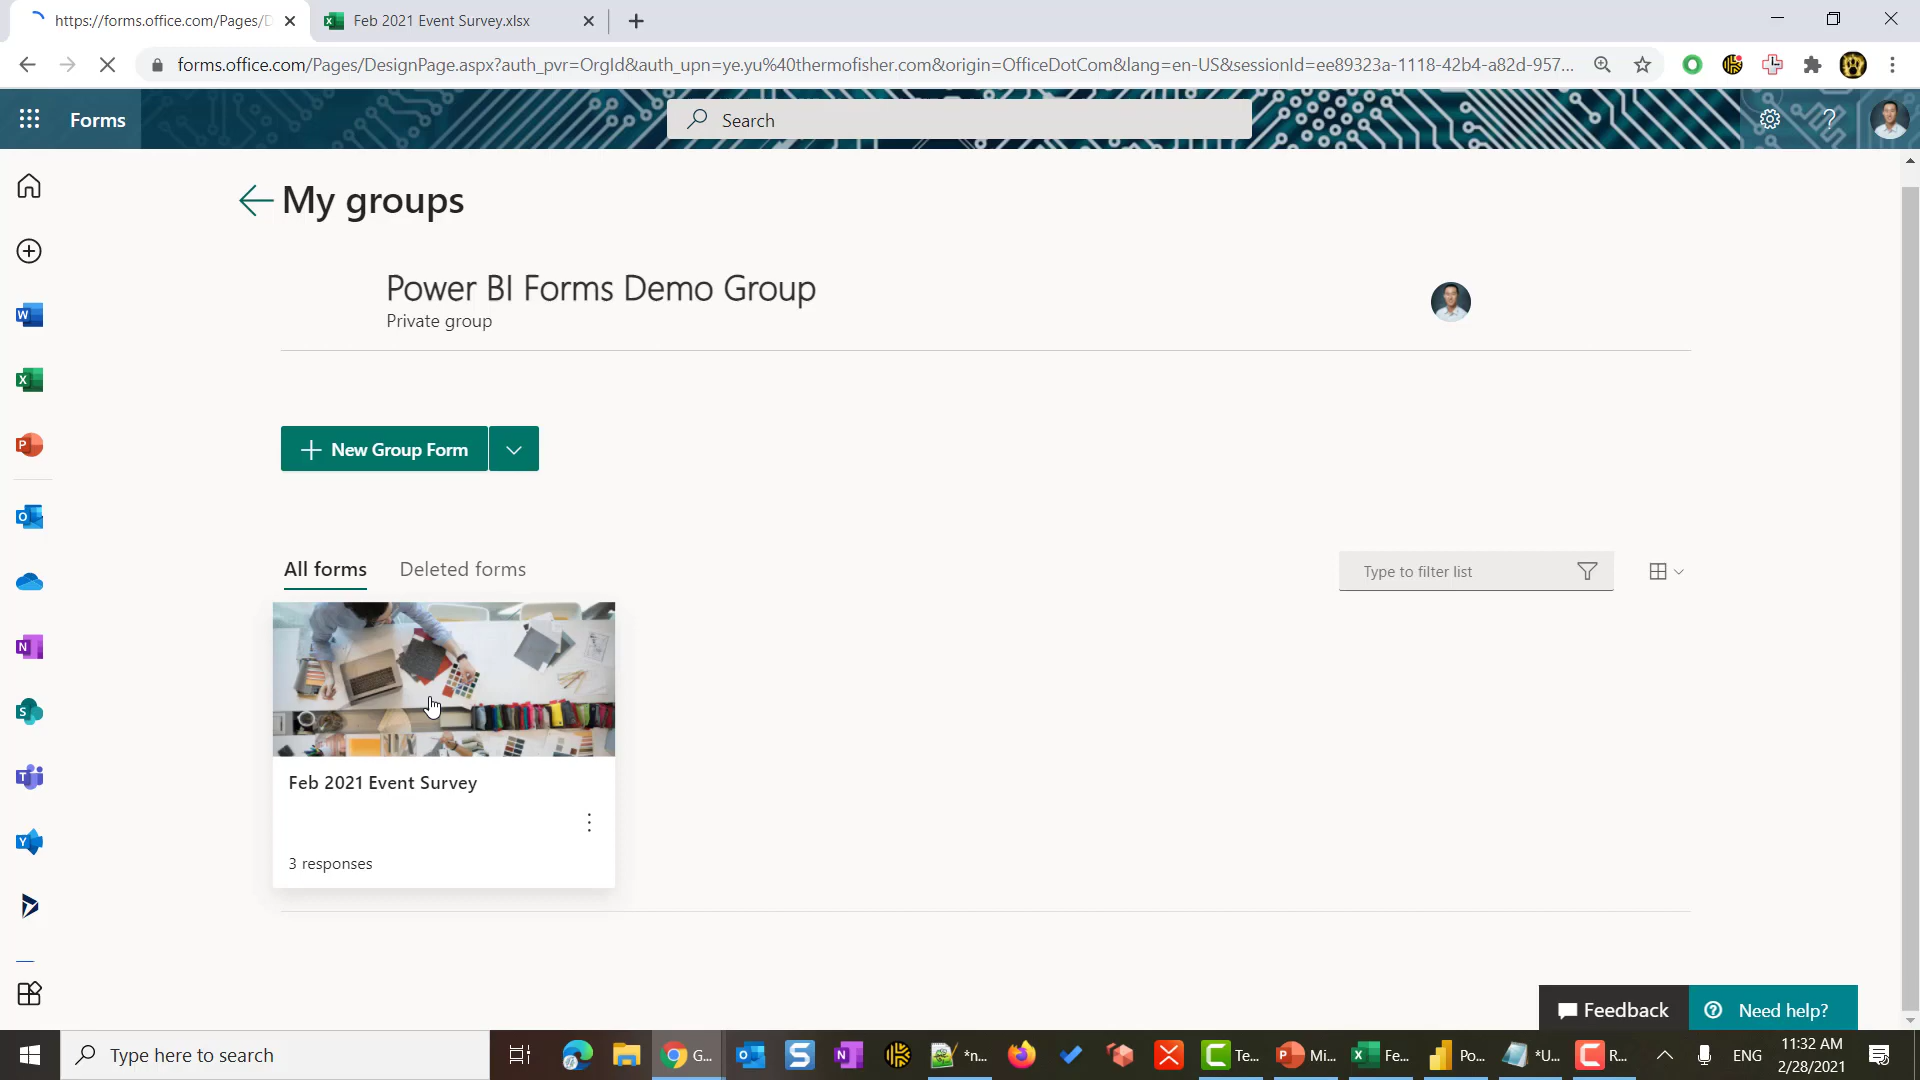 https://forms.office.com/Pages/D
Feb 2021 Event Survey.xlsx
forms.office.com/Pages/DesignPage.aspx?auth_pvr=OrgId&auth_upn=ye.yu%40thermofisher.com&origin=OfficeDotCom&lang=en-US&sessionId=ee89323a-1118-42b4-a82d-957...
Forms
Search
My groups
Power BI Forms Demo Group
Private group
New Group Form
All forms
Deleted forms
Type to filter list
Feb 2021 Event Survey
3 responses
Feedback
Need help?
Type here to search
G...
*n...
Te...
Mi...
Fe...
Po...
*U...
R...
ENG
11:32 AM
2/28/2021